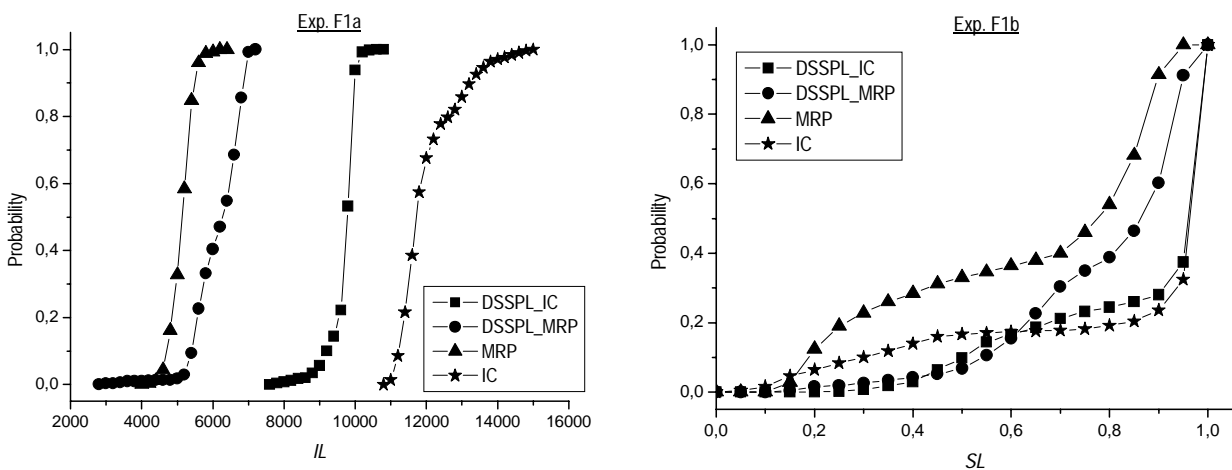 Exp. F1a
1,0
0,8
0,6
0,4
0,2
0,0
Probability
DSSPL_IC
DSSPL_MRP
MRP
IC
2000 4000 6000 8000 10000 12000 14000 16000
IL
Exp. F1b
1,0
0,8
0,6
0,4
0,2
0,0
Probability
DSSPL_IC
DSSPL_MRP
MRP
IC
0,0 0,2 0,4 0,6 0,8 1,0
SL